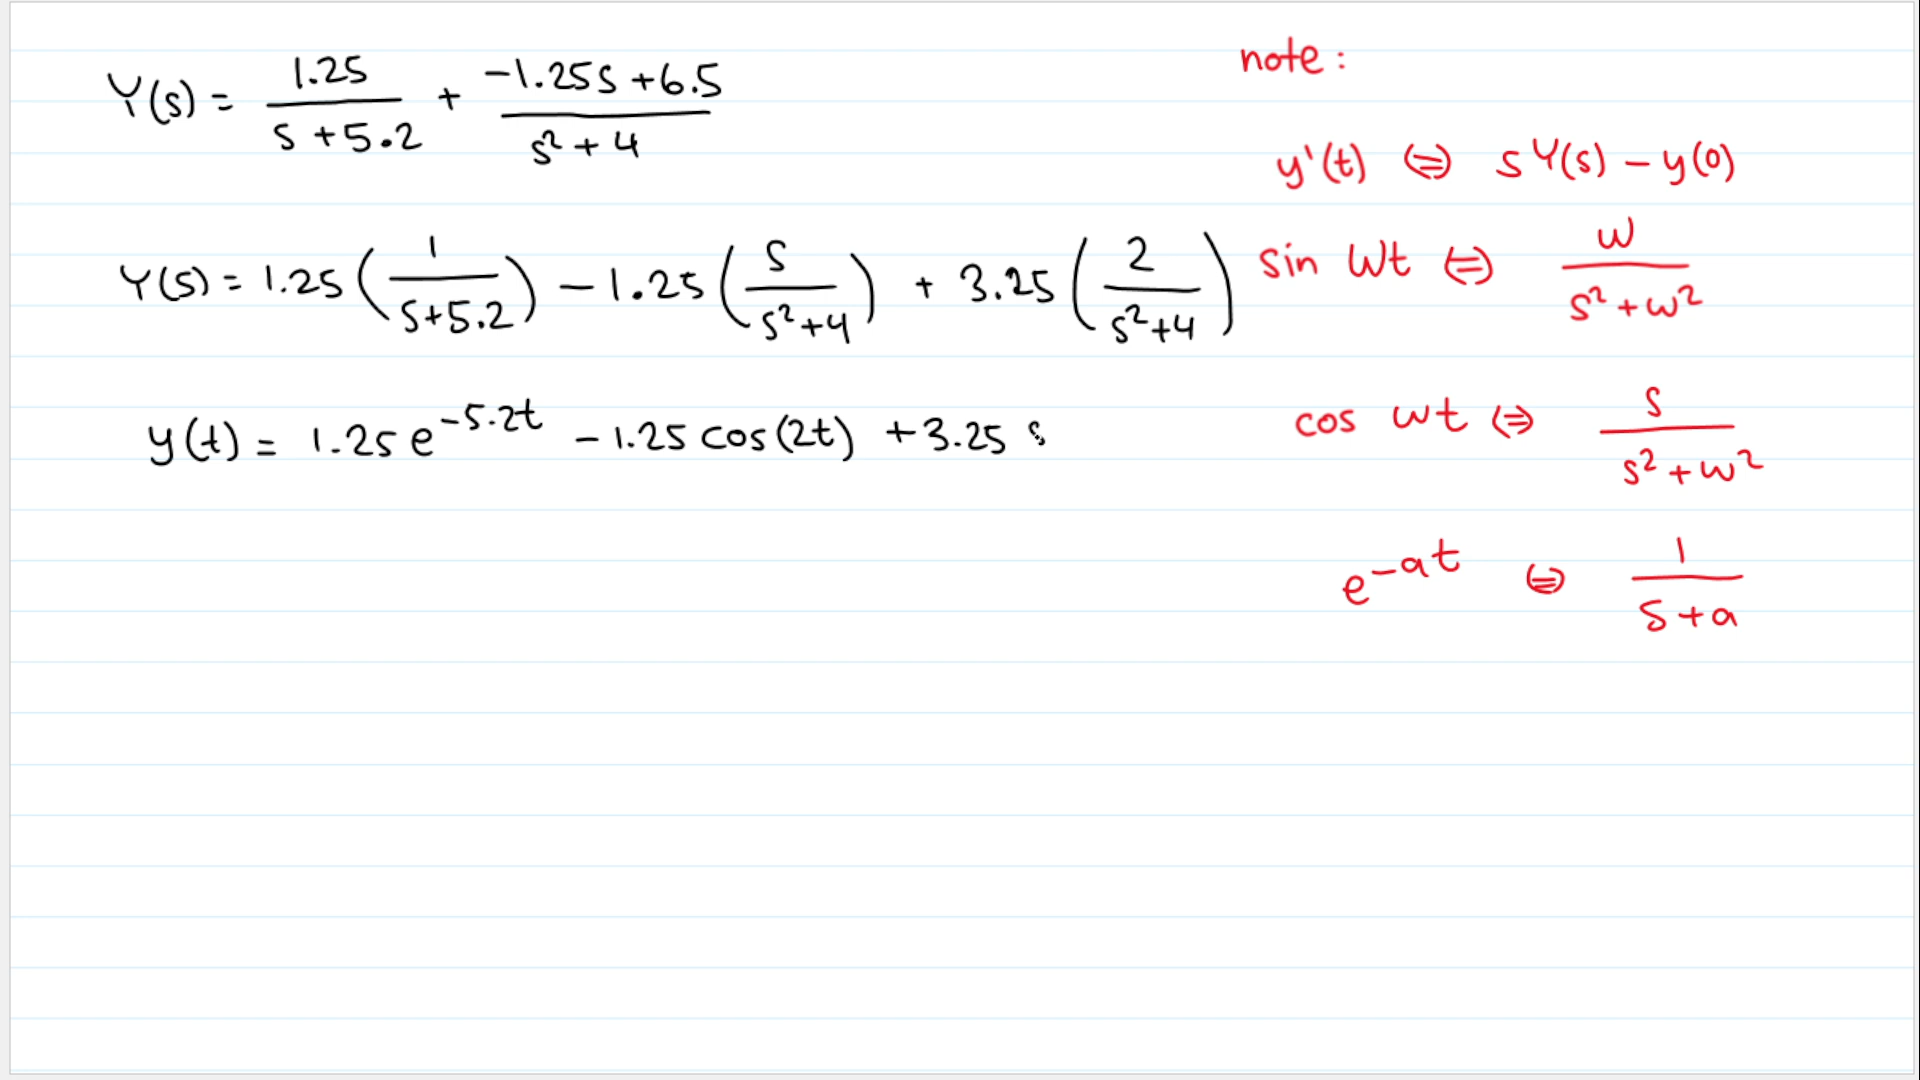 Y(s) = 1.25/(s+5.2) + (-1.25s+6.5)/(s²+4)
Y(s) = 1.25 (1/(s+5.2)) - 1.25 (s/(s²+4)) + 3.25 (2/(s²+4))
y(t) = 1.25 e^(-5.2t) - 1.25 cos(2t) + 3.25 s
note :
y'(t) ⇔ sY(s) - y(0)
sin Wt ⇔ w/(s²+w²)
cos wt ⇔ s/(s²+w²)
e^(-at) ⇔ 1/(s+a)